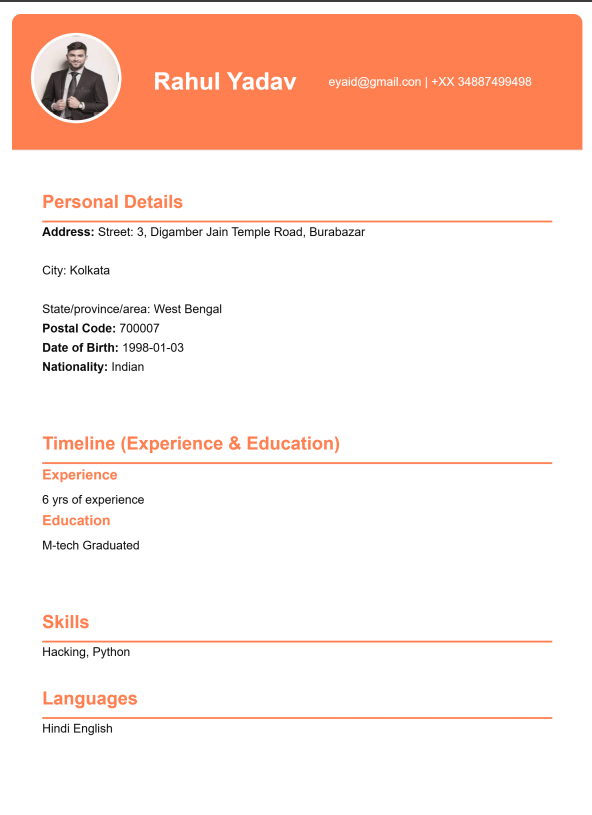 Rahul Yadav
eyaid@gmail.con | +XX 34887499498
Personal Details
Address: Street: 3, Digamber Jain Temple Road, Burabazar
City: Kolkata
State/province/area: West Bengal
Postal Code: 700007
Date of Birth: 1998-01-03
Nationality: Indian
Timeline (Experience & Education)
Experience
6 yrs of experience
Education
M-tech Graduated
Skills
Hacking, Python
Languages
Hindi English